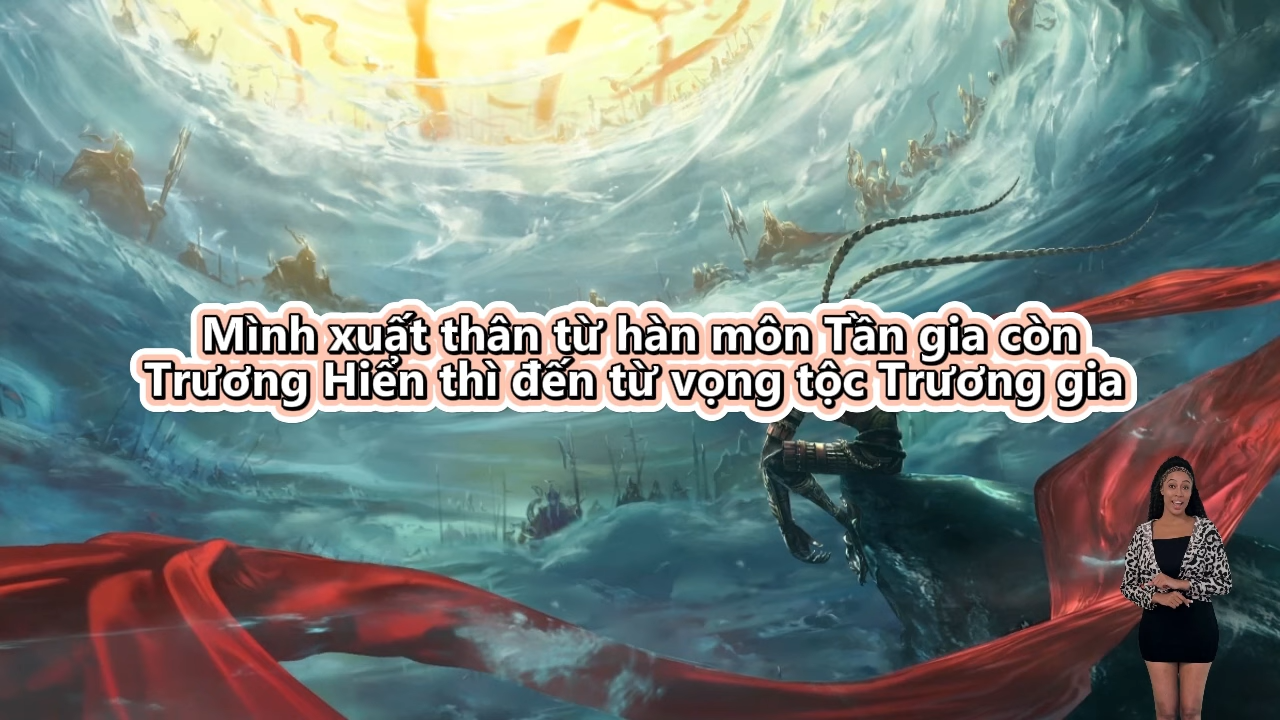 Mình xuất thân từ hàn môn Tần gia còn
Trương Hiển thì đến từ vọng tộc Trương gia